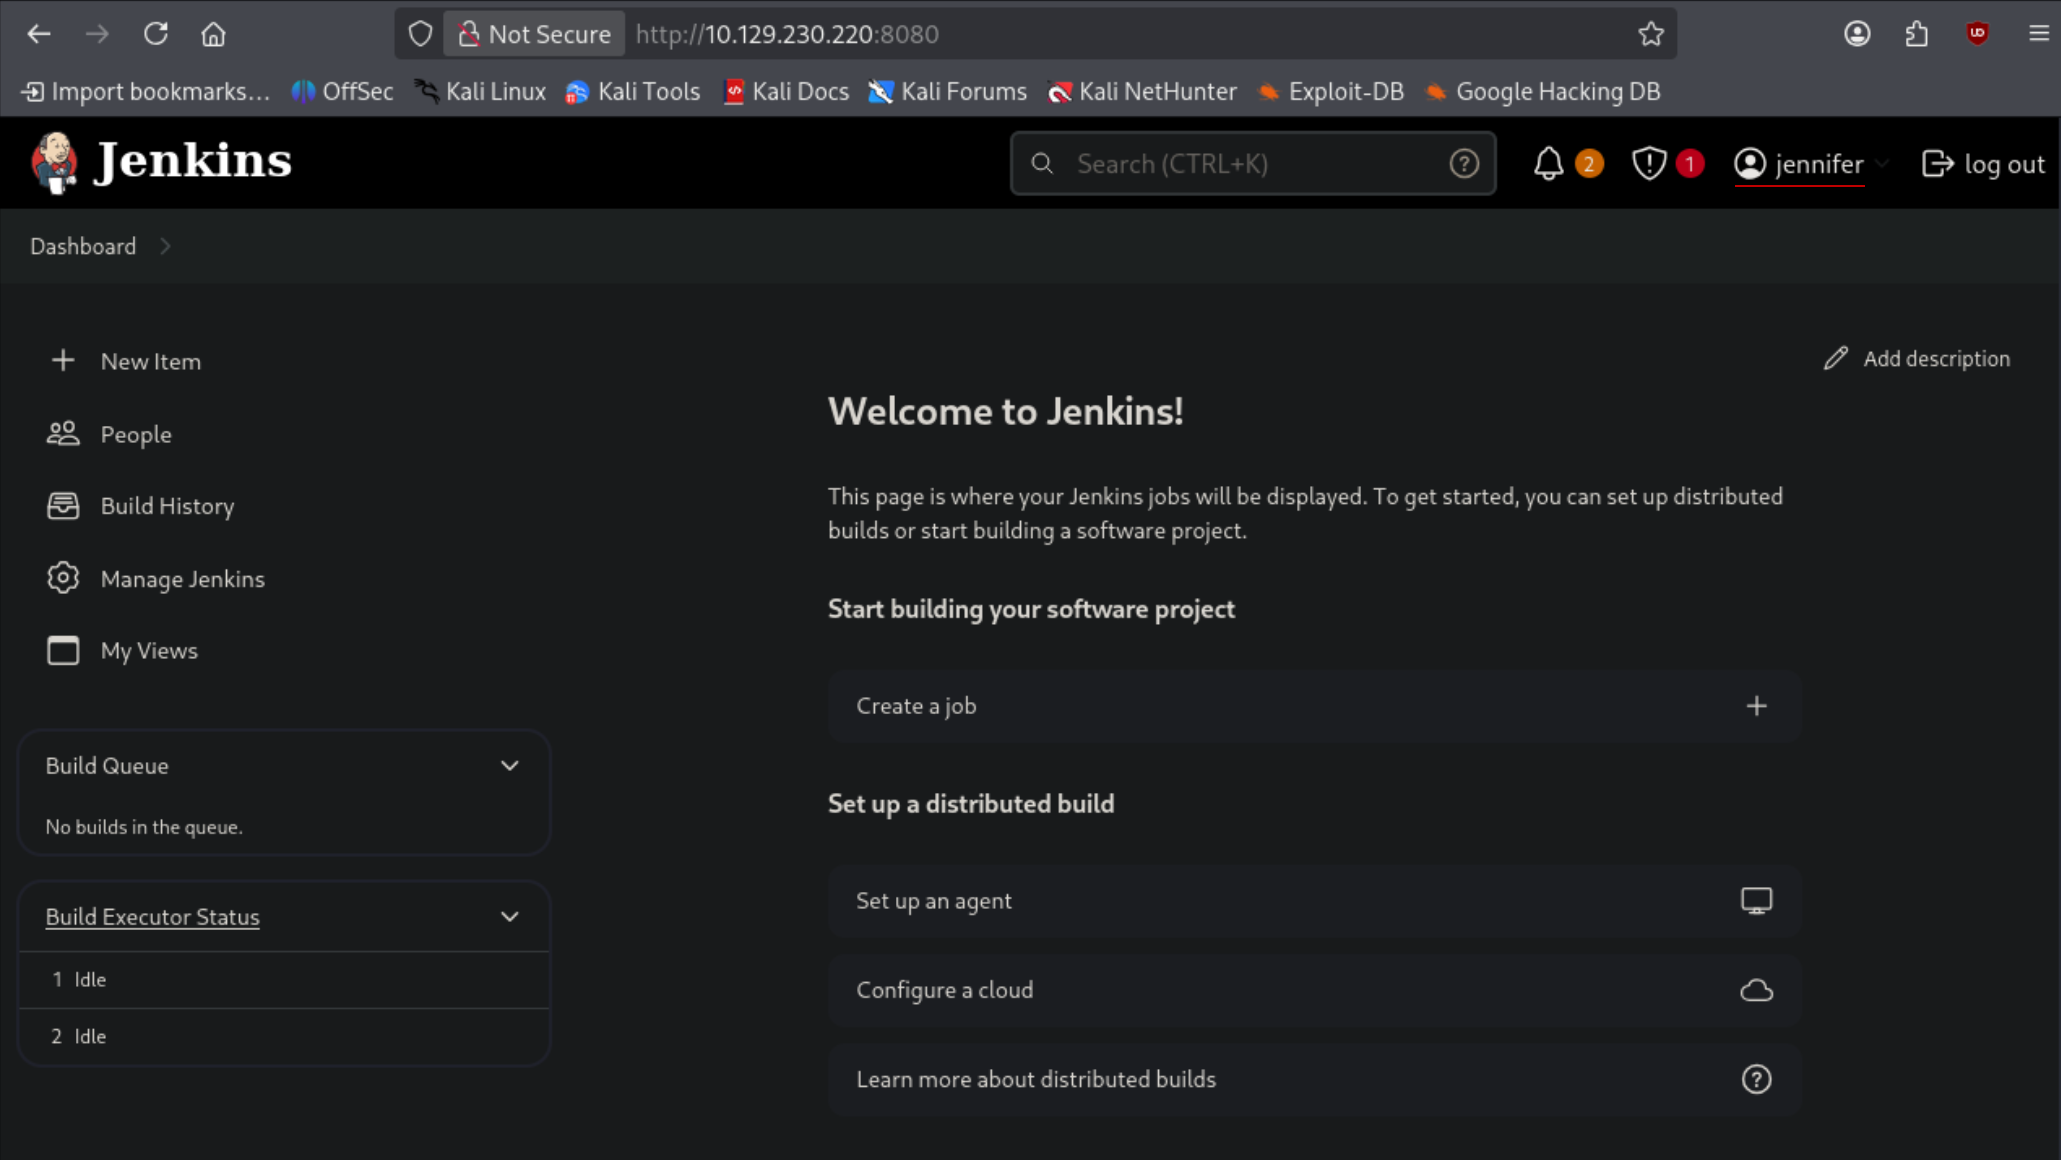 Not Secure http://10.129.230.220:8080
Import bookmarks... OffSec Kali Linux Kali Tools Kali Docs Kali Forums Kali NetHunter Exploit-DB Google Hacking DB
Jenkins Search (CTRL+K) ? 2 1 jennifer log out
Dashboard
New Item
People
Build History
Manage Jenkins
My Views
Build Queue
No builds in the queue.
Build Executor Status
1 Idle
2 Idle
Add description
Welcome to Jenkins!
This page is where your Jenkins jobs will be displayed. To get started, you can set up distributed
builds or start building a software project.
Start building your software project
Create a job
Set up a distributed build
Set up an agent
Configure a cloud
Learn more about distributed builds ?